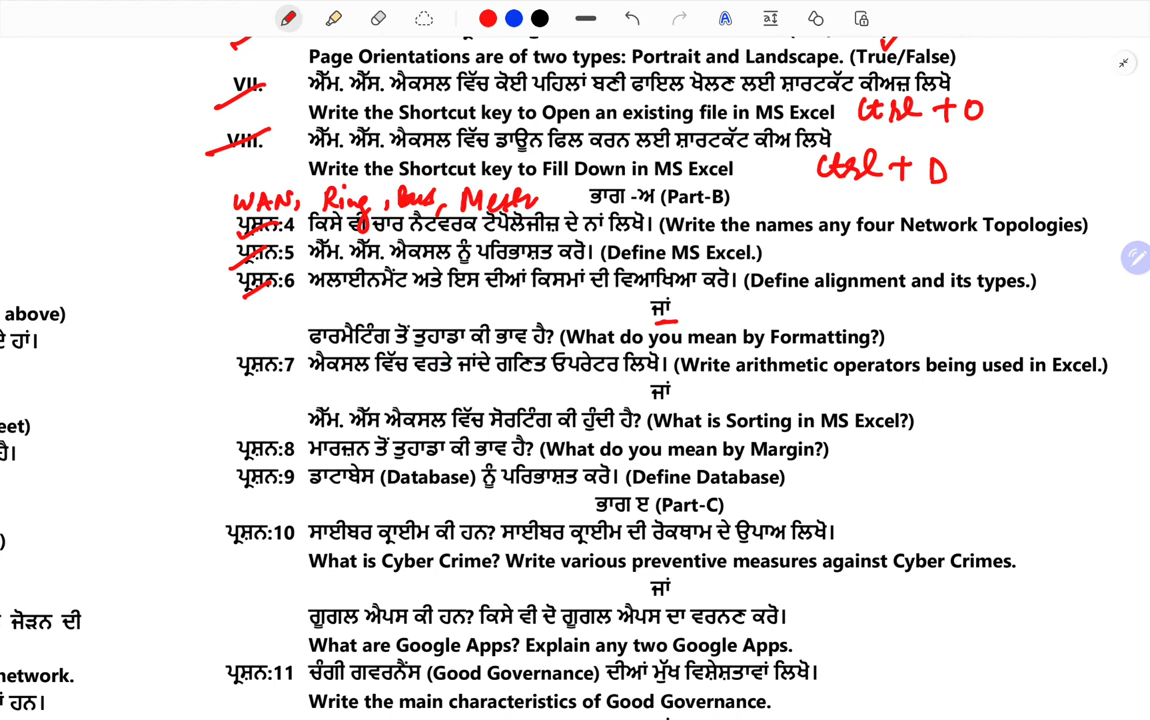 Page Orientations are of two types: Portrait and Landscape. (True/False)
VII. ਐੱਮ. ਐੱਸ. ਐਕਸਲ ਵਿੱਚ ਕੋਈ ਪਹਿਲਾਂ ਬਣੀ ਫਾਇਲ ਖੋਲਣ ਲਈ ਸ਼ਾਰਟਕੱਟ ਕੀਅਜ਼ ਲਿਖੋ
Write the Shortcut key to Open an existing file in MS Excel Ctrl + O
VIII. ਐੱਮ. ਐੱਸ. ਐਕਸਲ ਵਿੱਚ ਡਾਊਨ ਫਿਲ ਕਰਨ ਲਈ ਸ਼ਾਰਟਕੱਟ ਕੀਅ ਲਿਖੋ
Write the Shortcut key to Fill Down in MS Excel Ctrl + D
WAN, Ring, Bus, Mesh ਭਾਗ -ਅ (Part-B)
ਪ੍ਰਸ਼ਨ:4 ਕਿਸੇ ਵੀ ਚਾਰ ਨੈਟਵਰਕ ਟੋਪੋਲੋਜੀਜ਼ ਦੇ ਨਾਂ ਲਿਖੋ। (Write the names any four Network Topologies)
ਪ੍ਰਸ਼ਨ:5 ਐੱਮ. ਐੱਸ. ਐਕਸਲ ਨੂੰ ਪਰਿਭਾਸ਼ਤ ਕਰੋ। (Define MS Excel.)
ਪ੍ਰਸ਼ਨ:6 ਅਲਾਈਨਮੈਂਟ ਅਤੇ ਇਸ ਦੀਆਂ ਕਿਸਮਾਂ ਦੀ ਵਿਆਖਿਆ ਕਰੋ। (Define alignment and its types.)
ਜਾਂ
ਫਾਰਮੈਟਿੰਗ ਤੋਂ ਤੁਹਾਡਾ ਕੀ ਭਾਵ ਹੈ? (What do you mean by Formatting?)
ਪ੍ਰਸ਼ਨ:7 ਐਕਸਲ ਵਿੱਚ ਵਰਤੇ ਜਾਂਦੇ ਗਣਿਤ ਓਪਰੇਟਰ ਲਿਖੋ। (Write arithmetic operators being used in Excel.)
ਜਾਂ
ਐੱਮ. ਐੱਸ ਐਕਸਲ ਵਿੱਚ ਸੋਰਟਿੰਗ ਕੀ ਹੁੰਦੀ ਹੈ? (What is Sorting in MS Excel?)
ਪ੍ਰਸ਼ਨ:8 ਮਾਰਜ਼ਨ ਤੋਂ ਤੁਹਾਡਾ ਕੀ ਭਾਵ ਹੈ? (What do you mean by Margin?)
ਪ੍ਰਸ਼ਨ:9 ਡਾਟਾਬੇਸ (Database) ਨੂੰ ਪਰਿਭਾਸ਼ਤ ਕਰੋ। (Define Database)
ਭਾਗ ੲ (Part-C)
ਪ੍ਰਸ਼ਨ:10 ਸਾਈਬਰ ਕ੍ਰਾਈਮ ਕੀ ਹਨ? ਸਾਈਬਰ ਕ੍ਰਾਈਮ ਦੀ ਰੋਕਥਾਮ ਦੇ ਉਪਾਅ ਲਿਖੋ।
What is Cyber Crime? Write various preventive measures against Cyber Crimes.
ਜਾਂ
ਗੂਗਲ ਐਪਸ ਕੀ ਹਨ? ਕਿਸੇ ਵੀ ਦੋ ਗੂਗਲ ਐਪਸ ਦਾ ਵਰਨਣ ਕਰੋ।
What are Google Apps? Explain any two Google Apps.
ਪ੍ਰਸ਼ਨ:11 ਚੰਗੀ ਗਵਰਨੈਂਸ (Good Governance) ਦੀਆਂ ਮੁੱਖ ਵਿਸ਼ੇਸ਼ਤਾਵਾਂ ਲਿਖੋ।
Write the main characteristics of Good Governance.
above)
ਦੇ ਹਾਂ।
eet)
ਹੈ।
)
ਜੋੜਨ ਦੀ
network.
ਹਨ।